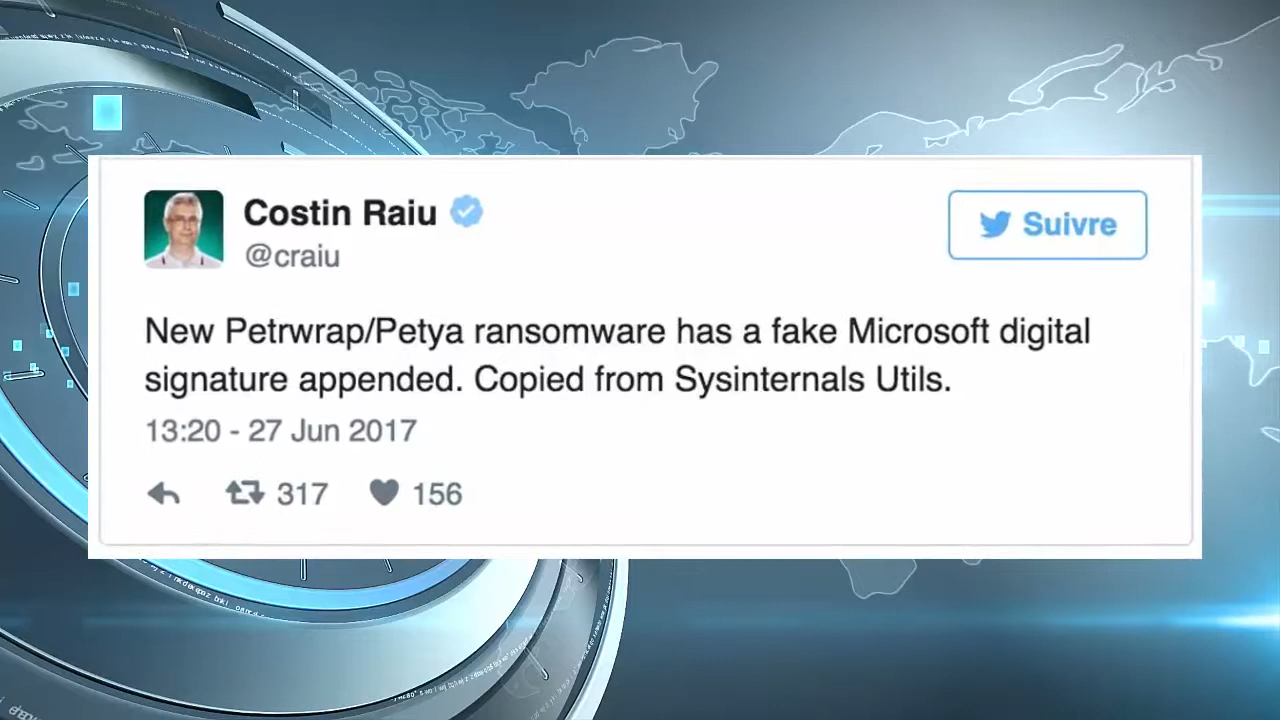 Costin Raiu
@craiu
Suivre
New Petrwrap/Petya ransomware has a fake Microsoft digital
signature appended. Copied from Sysinternals Utils.
13:20 - 27 Jun 2017
317 156